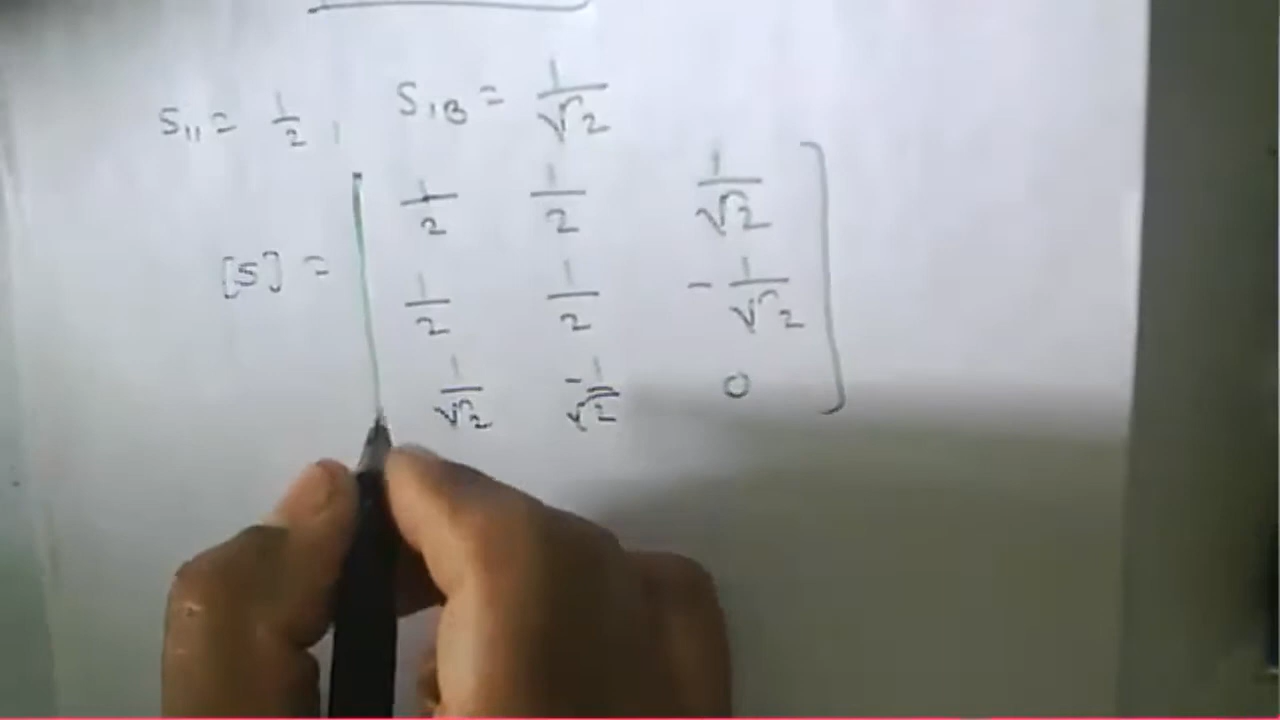 S₁₁ = 1/2, S₁₃ = 1/√2
[S] = [ 1/2 1/2 1/√2
1/2 1/2 -1/√2
1/√2 -1/√2 0 ]